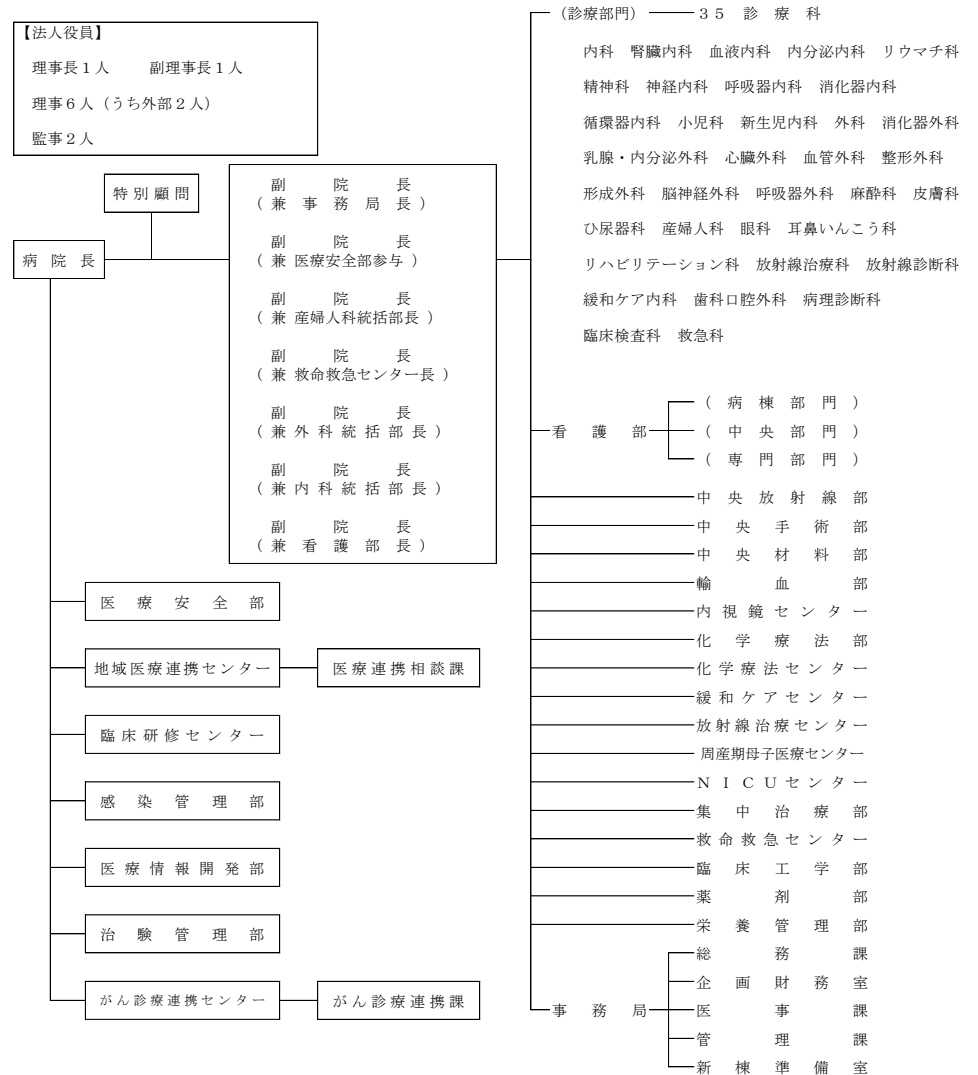 【法人役員】
理事長1人 副理事長1人
理事6人(うち外部2人)
監事2人
特別顧問
病院長
副院長
(兼事務局長)
副院長
(兼医療安全部参与)
副院長
(兼産婦人科統括部長)
副院長
(兼救命救急センター長)
副院長
(兼外科統括部長)
副院長
(兼内科統括部長)
副院長
(兼看護部長)
医療安全部
地域医療連携センター 医療連携相談課
臨床研修センター
感染管理部
医療情報開発部
治験管理部
がん診療連携センター がん診療連携課
(診療部門) 35診療科
内科 腎臓内科 血液内科 内分泌内科 リウマチ科
精神科 神経内科 呼吸器内科 消化器内科
循環器内科 小児科 新生児内科 外科 消化器外科
乳腺・内分泌外科 心臓外科 血管外科 整形外科
形成外科 脳神経外科 呼吸器外科 麻酔科 皮膚科
ひ尿器科 産婦人科 眼科 耳鼻いんこう科
リハビリテーション科 放射線治療科 放射線診断科
緩和ケア内科 歯科口腔外科 病理診断科
臨床検査科 救急科
看護部
(病棟部門)
(中央部門)
(専門部門)
中央放射線部
中央手術部
中央材料部
輸血部
内視鏡センター
化学療法部
化学療法センター
緩和ケアセンター
放射線治療センター
周産期母子医療センター
NICUセンター
集中治療部
救命救急センター
臨床工学部
薬剤部
栄養管理部
事務局
総務課
企画財務室
医事課
管理課
新棟準備室